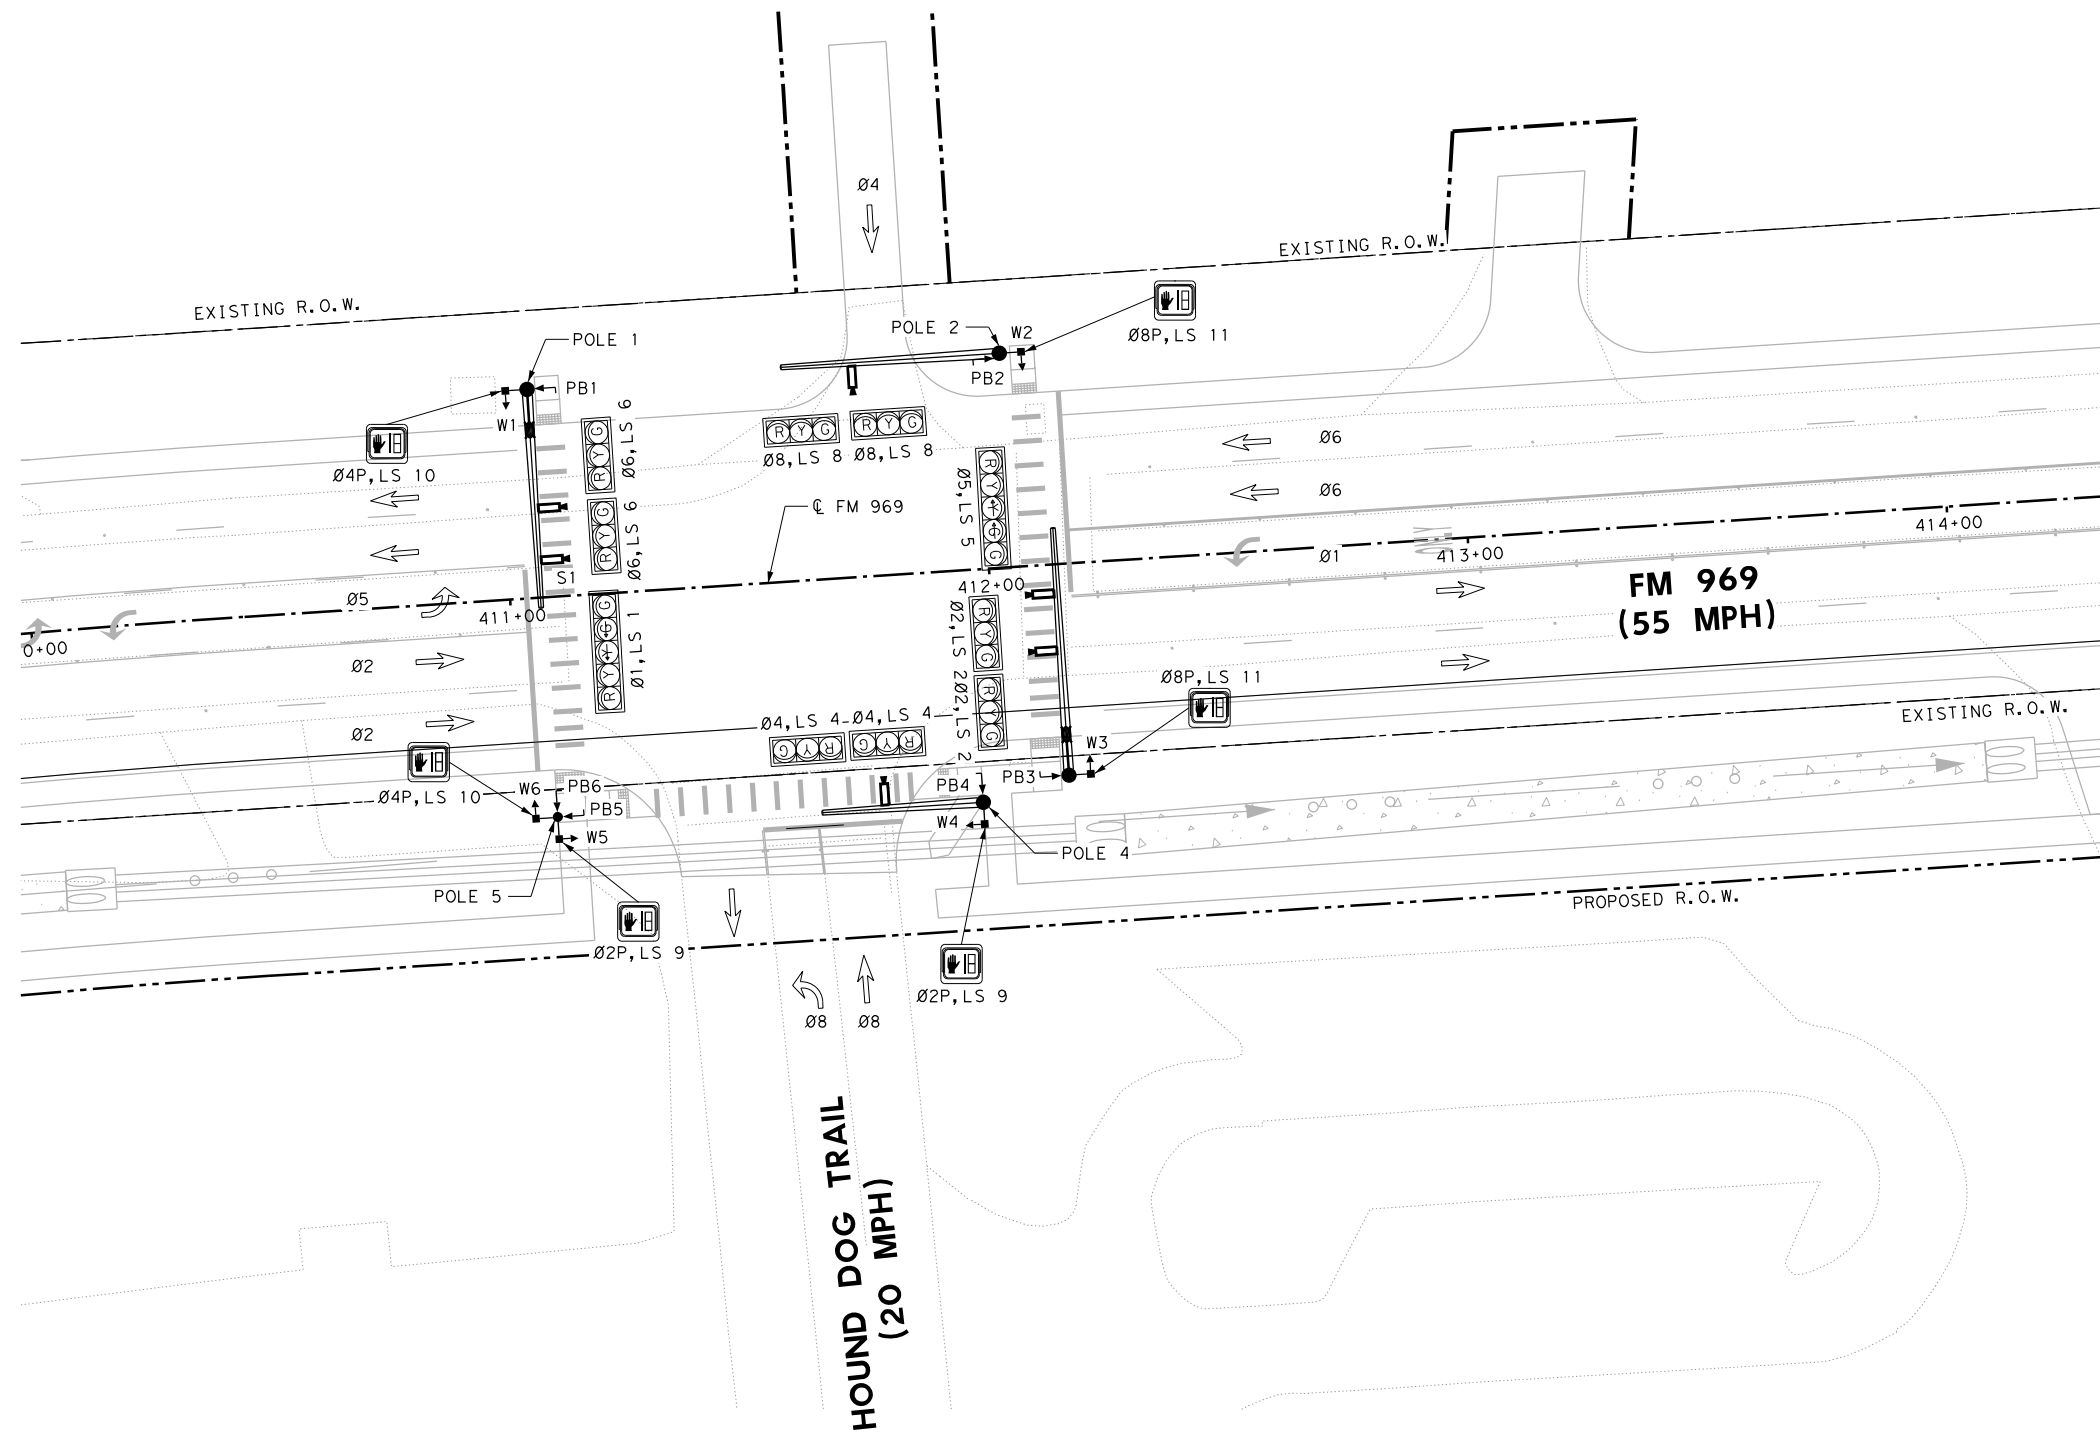 Ø4
EXISTING R.O.W.
EXISTING R.O.W.
POLE 1
POLE 2
W2
Ø8P,LS 11
PB1
PB2
W1
Ø4P,LS 10
R Y G
Ø6,LS 6
R Y G
Ø8,LS 8
R Y G
Ø8,LS 8
R Y Y G G
Ø5,LS 5
Ø6
Ø6
℄ FM 969
R Y G
Ø6,LS 6
S1
414+00
413+00
412+00
411+00
0+00
Ø1
Ø5
FM 969
(55 MPH)
R Y Y G G
Ø1,LS 1
R Y G
Ø2,LS 2
R Y G
Ø2,LS 2
Ø2
Ø2
Ø8P,LS 11
EXISTING R.O.W.
Ø4,LS 4
R Y G
Ø4,LS 4
R Y G
W3
PB3
PB4
W4
POLE 4
Ø4P,LS 10
W6
PB6
PB5
W5
POLE 5
PROPOSED R.O.W.
Ø2P,LS 9
Ø2P,LS 9
Ø8
Ø8
HOUND DOG TRAIL
(20 MPH)